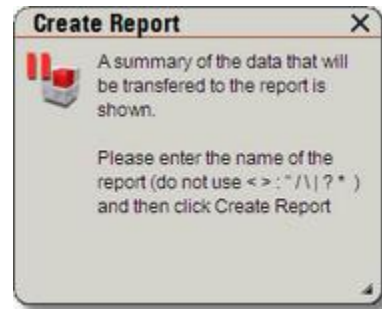 Create Report
A summary of the data that will
be transfered to the report is
shown.
Please enter the name of the
report (do not use < > : " / \ | ? * )
and then click Create Report